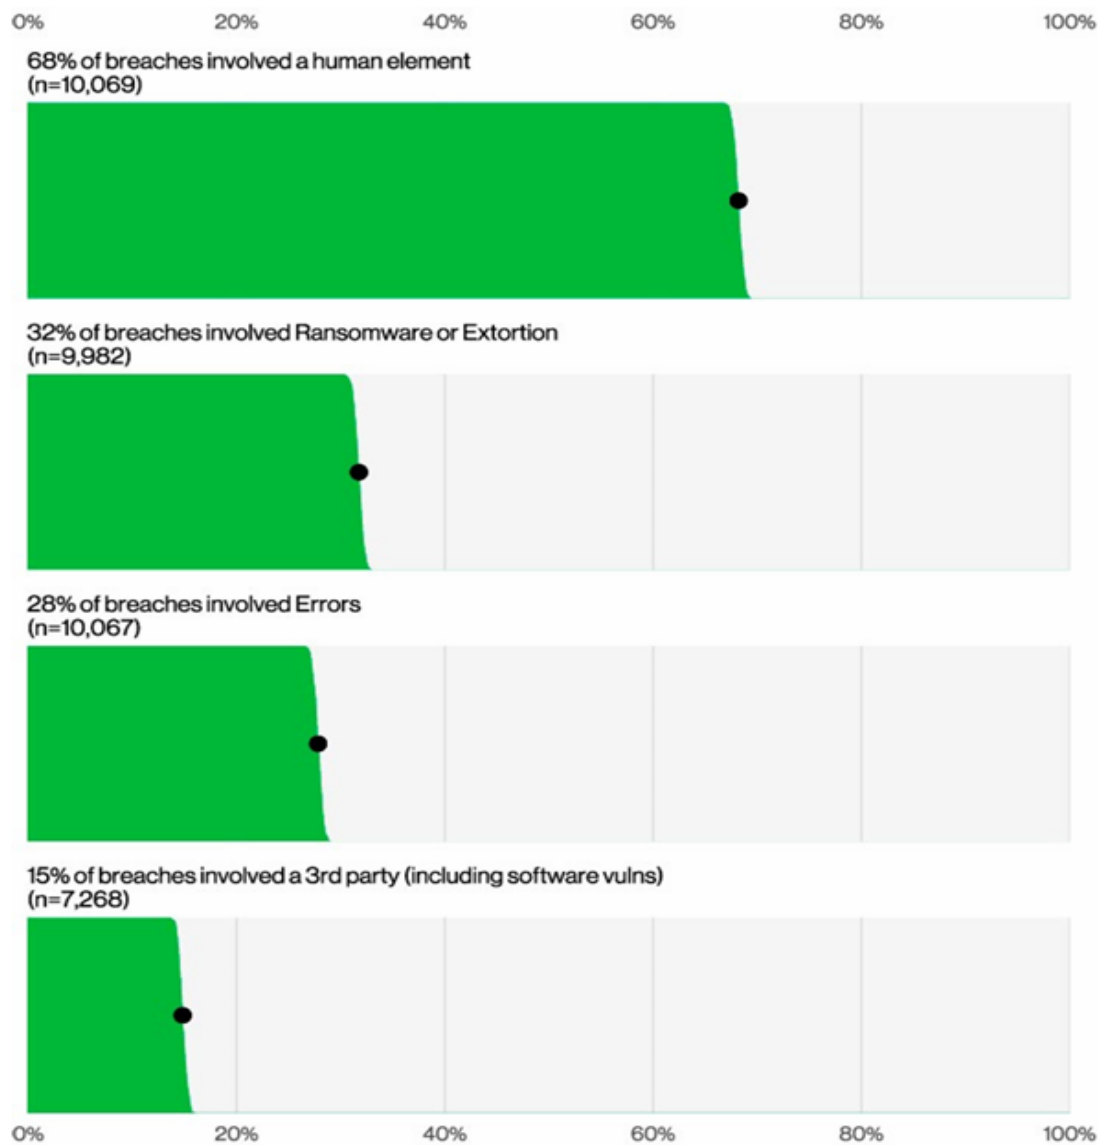 0% 20% 40% 60% 80% 100%
68% of breaches involved a human element
(n=10,069)
32% of breaches involved Ransomware or Extortion
(n=9,982)
28% of breaches involved Errors
(n=10,067)
15% of breaches involved a 3rd party (including software vulns)
(n=7,268)
0% 20% 40% 60% 80% 100%